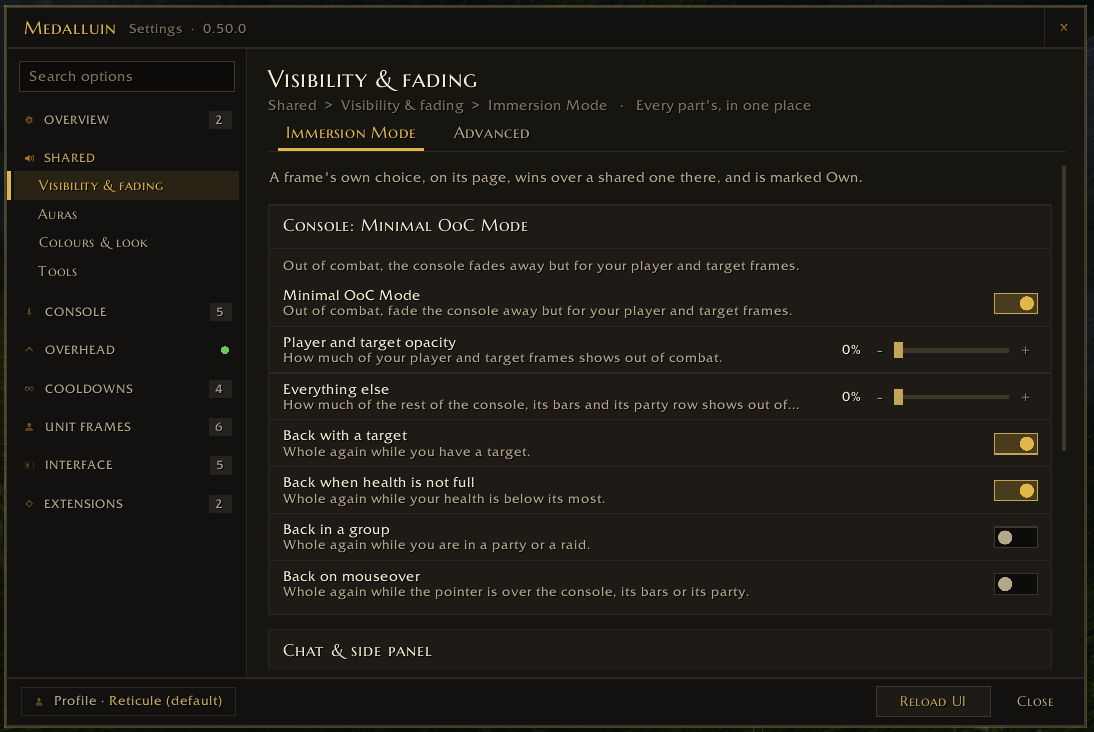 Medalluin Settings · 0.50.0 ×
Search options
OVERVIEW 2
SHARED
Visibility & fading
Auras
Colours & look
Tools
CONSOLE 5
OVERHEAD
COOLDOWNS 4
UNIT FRAMES 6
INTERFACE 5
EXTENSIONS 2
Visibility & fading
Shared > Visibility & fading > Immersion Mode · Every part's, in one place
Immersion Mode Advanced
A frame's own choice, on its page, wins over a shared one there, and is marked Own.
Console: Minimal OoC Mode
Out of combat, the console fades away but for your player and target frames.
Minimal OoC Mode
Out of combat, fade the console away but for your player and target frames.
Player and target opacity
How much of your player and target frames shows out of combat.
0% - +
Everything else
How much of the rest of the console, its bars and its party row shows out of...
0% - +
Back with a target
Whole again while you have a target.
Back when health is not full
Whole again while your health is below its most.
Back in a group
Whole again while you are in a party or a raid.
Back on mouseover
Whole again while the pointer is over the console, its bars or its party.
Chat & side panel
Profile · Reticule (default)
Reload UI
Close